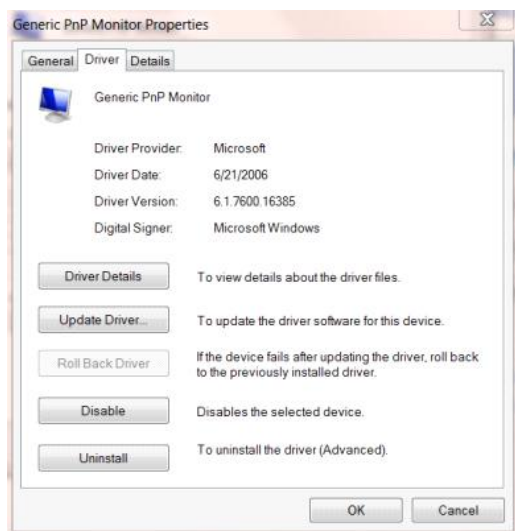 Generic PnP Monitor Properties
General Driver Details
Generic PnP Monitor
Driver Provider: Microsoft
Driver Date: 6/21/2006
Driver Version: 6.1.7600.16385
Digital Signer: Microsoft Windows
Driver Details To view details about the driver files.
Update Driver... To update the driver software for this device.
Roll Back Driver If the device fails after updating the driver, roll back
to the previously installed driver.
Disable Disables the selected device.
Uninstall To uninstall the driver (Advanced).
OK Cancel